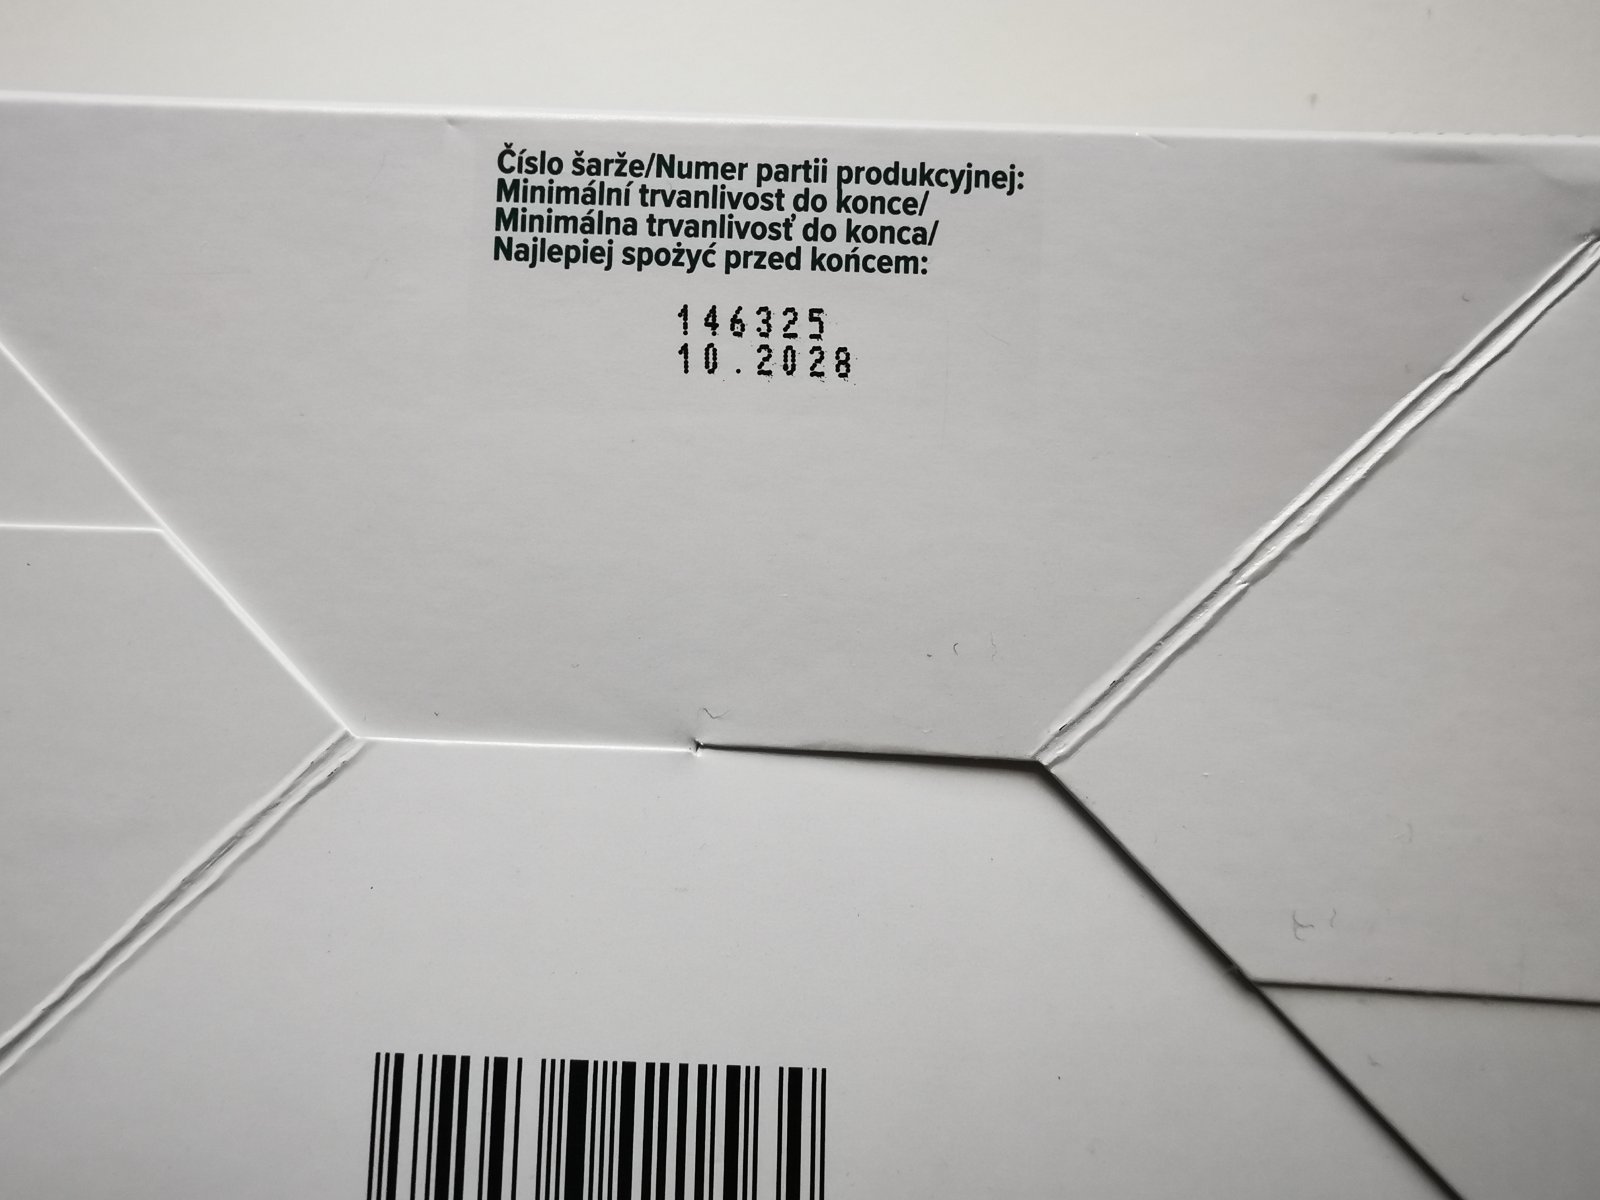 Číslo šarže/Numer partii produkcyjnej:
Minimální trvanlivost do konce/
Minimálna trvanlivosť do konca/
Najlepiej spożyć przed końcem:
146325
10.2028